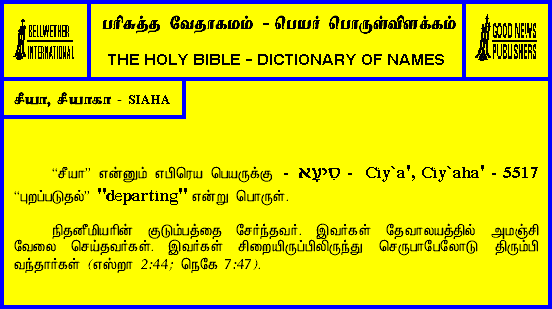 BELLWETHER
INTERNATIONAL
பரிசுத்த வேதாகமம் - பெயர் பொருள்விளக்கம்
THE HOLY BIBLE - DICTIONARY OF NAMES
GOOD NEWS
PUBLISHERS
சீயா, சீயாகா - SIAHA
“சீயா” என்னும் எபிரெய பெயருக்கு - סִיעֲא - Ciy`a', Ciy`aha' - 5517
“புறப்படுதல்” "departing" என்று பொருள்.
நிதனீமியரின் குடும்பத்தை சேர்ந்தவர். இவர்கள் தேவாலயத்தில் அமஞ்சி
வேலை செய்தவர்கள். இவர்கள் சிறையிருப்பிலிருந்து செருபாபேலோடு திரும்பி
வந்தார்கள் (எஸ்றா 2:44; நெகே 7:47).